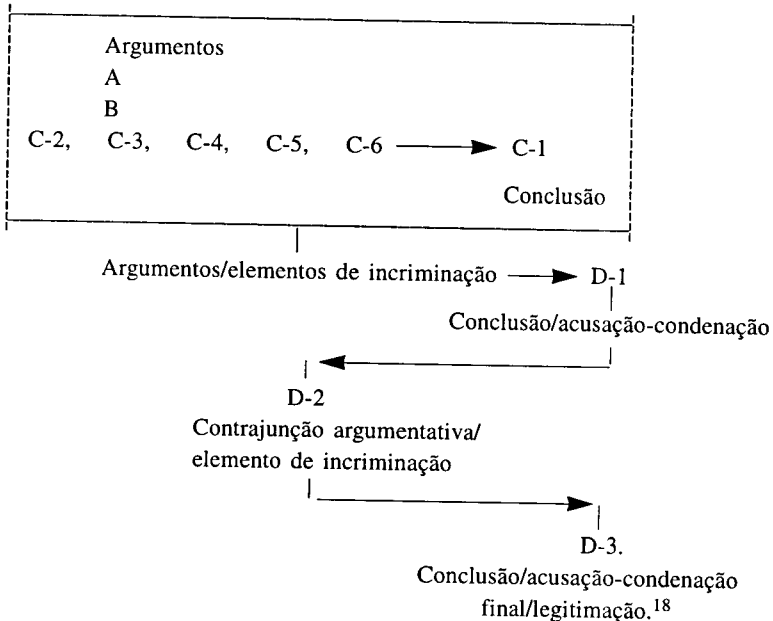 Argumentos
A
B
C-2, C-3, C-4, C-5, C-6 C-1
Conclusão
Argumentos/elementos de incriminação D-1
Conclusão/acusação-condenação
D-2
Contrajunção argumentativa/
elemento de incriminação
D-3.
Conclusão/acusação-condenação
final/legitimação.18